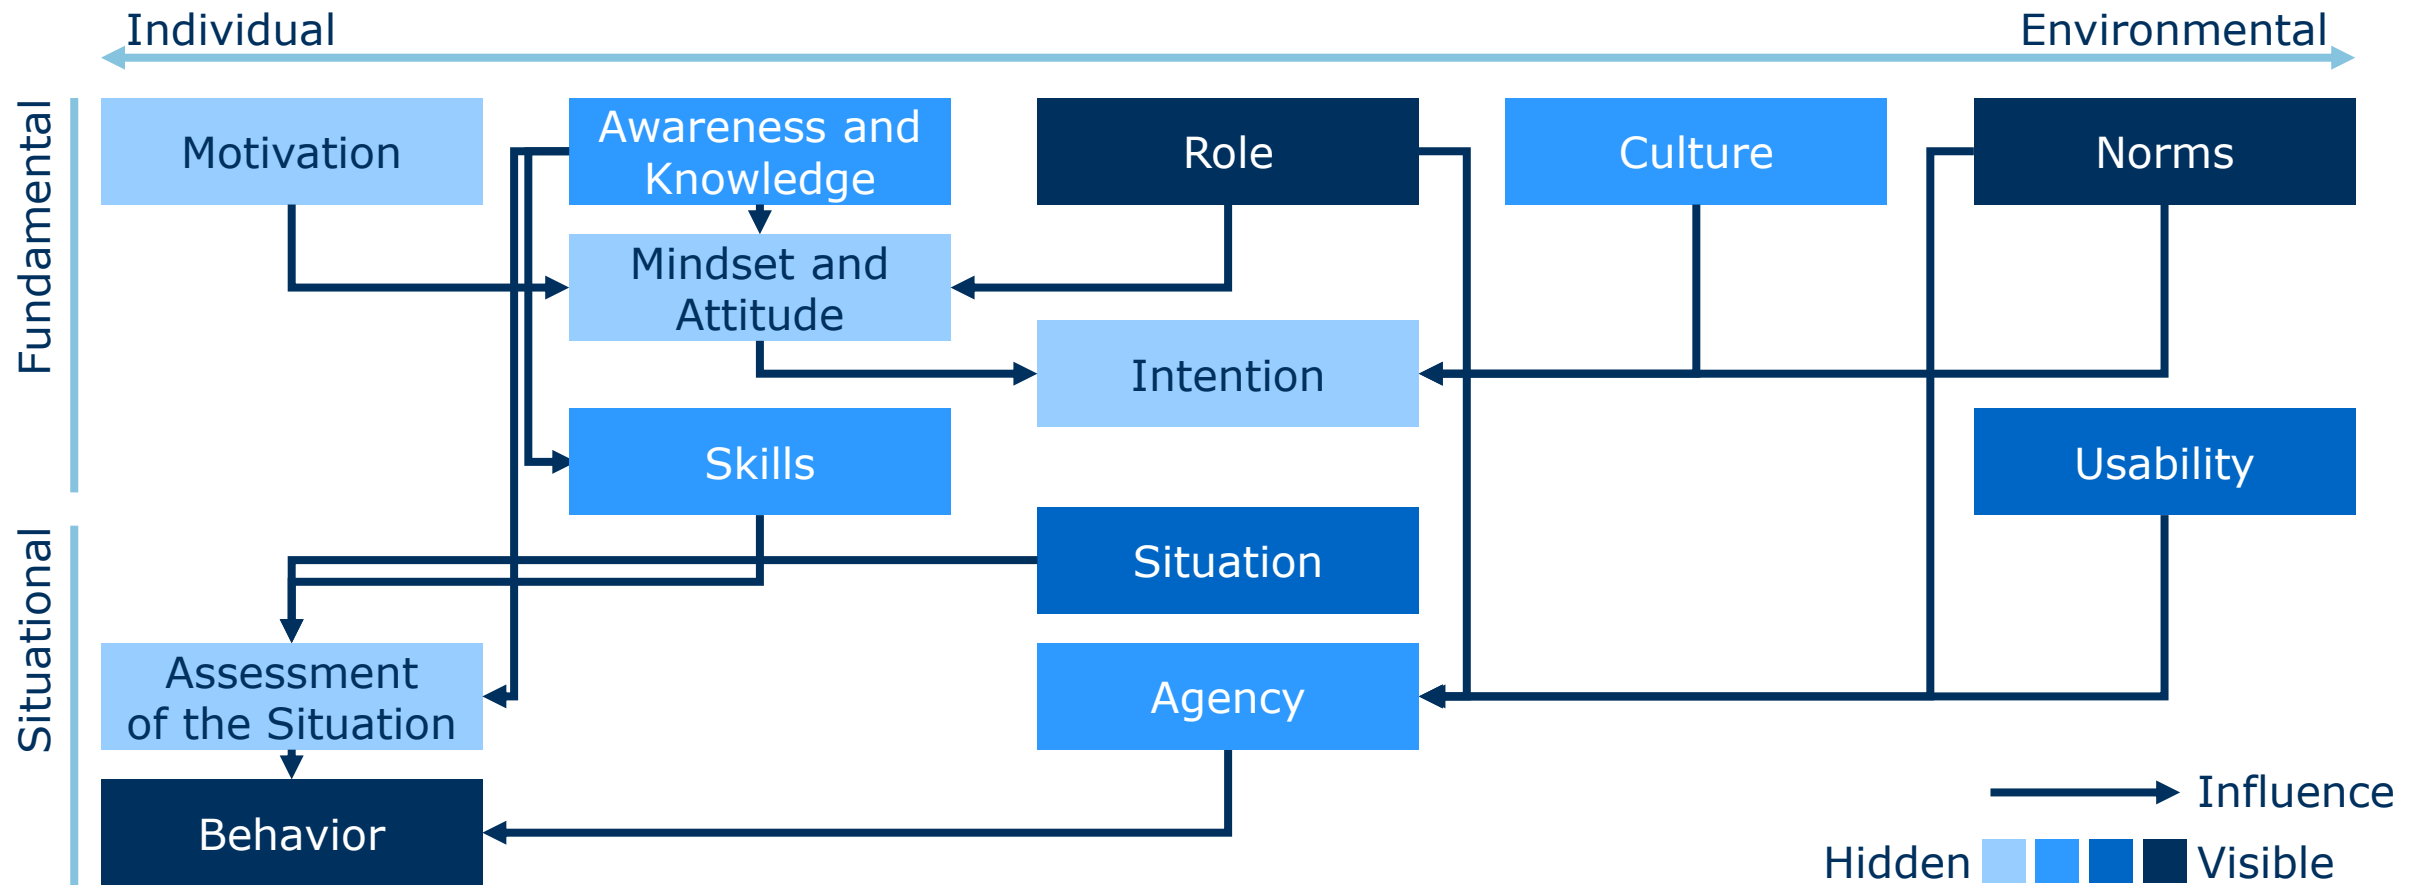 Individual
Environmental
Fundamental
Motivation
Awareness and
Knowledge
Role
Culture
Norms
Mindset and
Attitude
Intention
Skills
Usability
Situational
Situation
Assessment
of the Situation
Agency
Behavior
Influence
Hidden
Visible